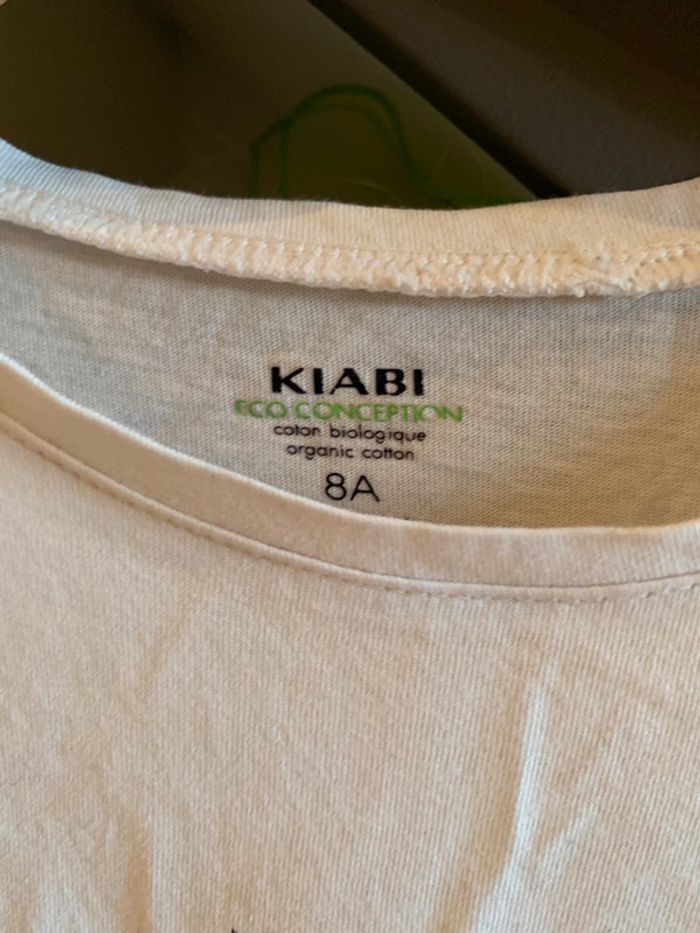 KIABI
ECO CONCEPTION
coton biologique
organic cotton
8A